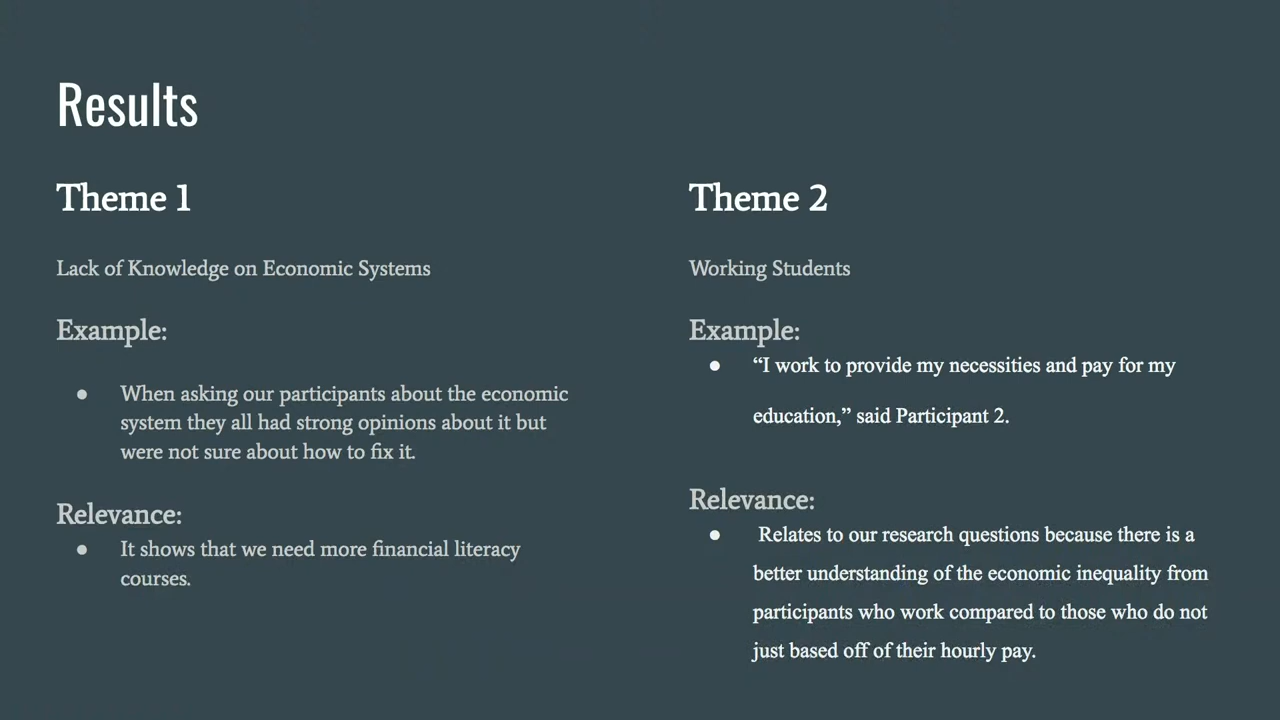 Results
Theme 1
Lack of Knowledge on Economic Systems
Example:
● When asking our participants about the economic
system they all had strong opinions about it but
were not sure about how to fix it.
Relevance:
● It shows that we need more financial literacy
courses.
Theme 2
Working Students
Example:
● “I work to provide my necessities and pay for my
education,” said Participant 2.
Relevance:
● Relates to our research questions because there is a
better understanding of the economic inequality from
participants who work compared to those who do not
just based off of their hourly pay.